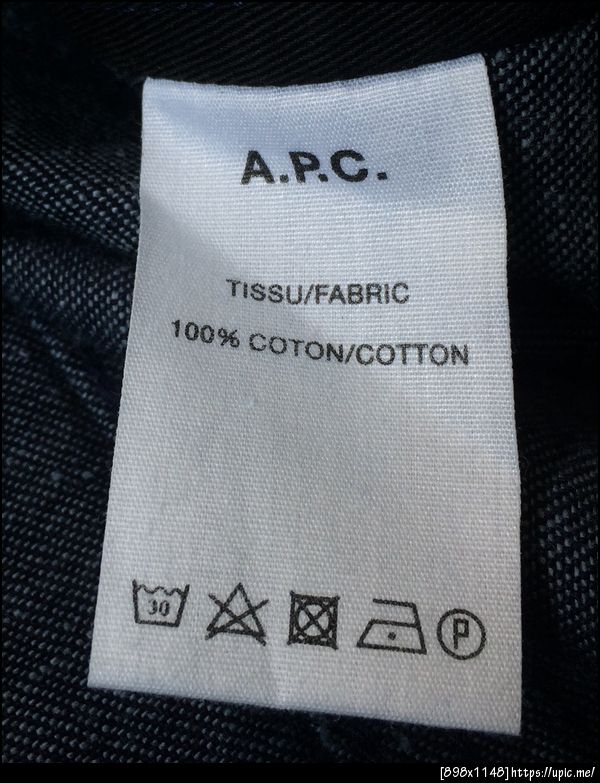 A.P.C.
TISSU/FABRIC
100% COTON/COTTON
30
P
[898x1148]https://upic.me/